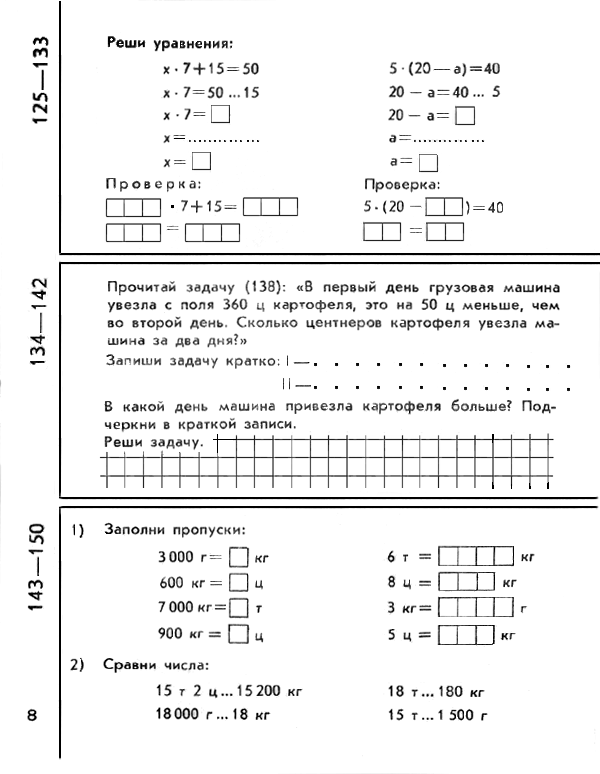 125—133
Реши уравнения:
x · 7 + 15 = 50
5 · (20 — a) = 40
x · 7 = 50 ... 15
20 — a = 40 ... 5
x · 7 = □
20 — a = □
x = ..............
a = ..............
x = □
a = □
Проверка:
Проверка:
□□□ · 7 + 15 = □□□
5 · (20 — □□) = 40
□□□ = □□□
□□ = □□
134—142
Прочитай задачу (138): «В первый день грузовая машина
увезла с поля 360 ц картофеля, это на 50 ц меньше, чем
во второй день. Сколько центнеров картофеля увезла ма-
шина за два дня?»
Запиши задачу кратко: I — . . . . . . . . . . . . . .
II — . . . . . . . . . . . . . .
В какой день машина привезла картофеля больше? Под-
черкни в краткой записи.
Реши задачу.
143—150
1) Заполни пропуски:
3 000 г = □ кг
6 т = □□□□ кг
600 кг = □ ц
8 ц = □□□ кг
7 000 кг = □ т
3 кг = □□□□ г
900 кг = □ ц
5 ц = □□□ кг
2) Сравни числа:
15 т 2 ц ... 15 200 кг
18 т ... 180 кг
18 000 г ... 18 кг
15 т ... 1 500 г
8